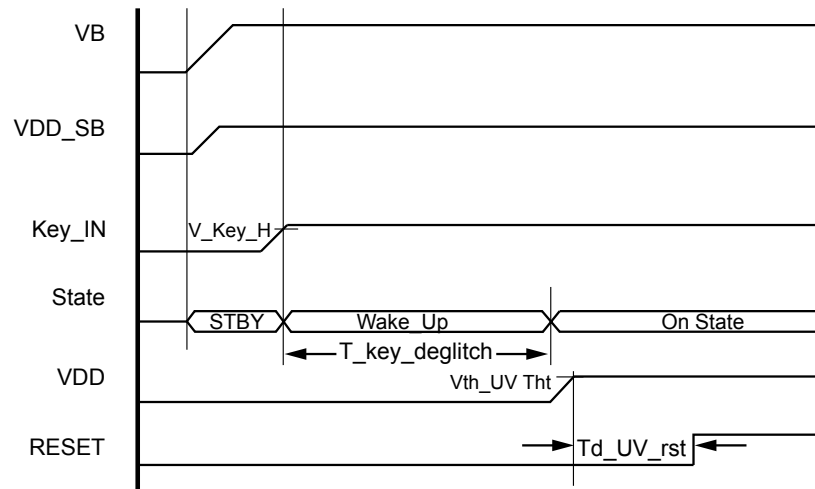 VB
VDD_SB
Key_IN
V_Key_H
State
STBY
Wake_Up
On State
T_key_deglitch
VDD
Vth_UV Tht
RESET
Td_UV_rst